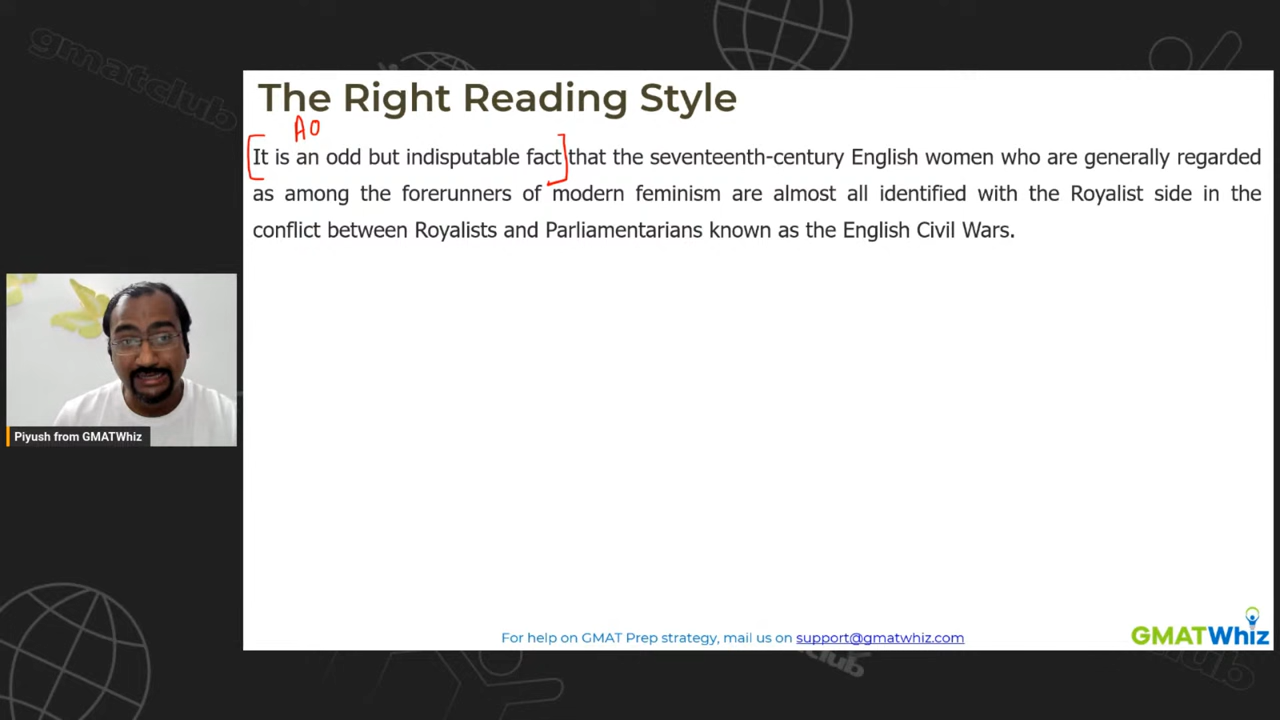 gmatclub
The Right Reading Style
AO
It is an odd but indisputable fact that the seventeenth-century English women who are generally regarded
as among the forerunners of modern feminism are almost all identified with the Royalist side in the
conflict between Royalists and Parliamentarians known as the English Civil Wars.
Piyush from GMATWhiz
For help on GMAT Prep strategy, mail us on support@gmatwhiz.com
GMATWhiz
club
gmatclub